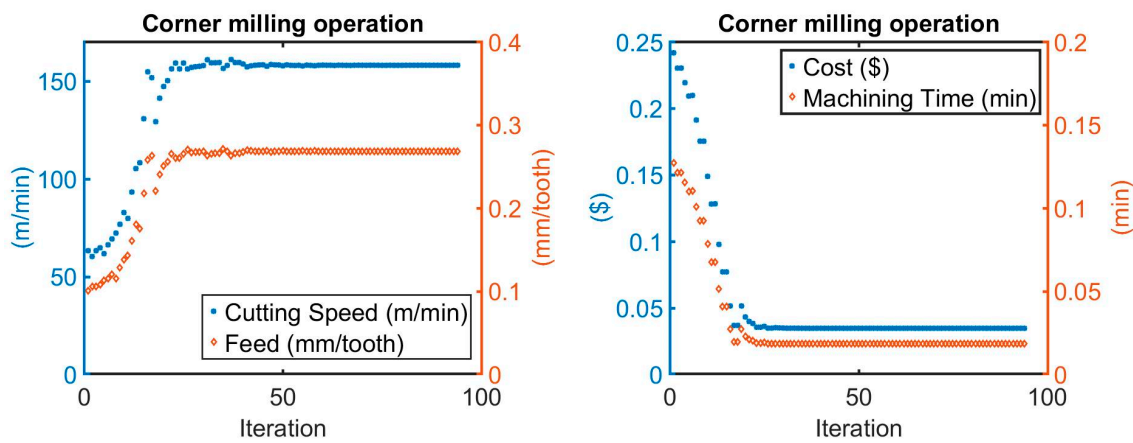 Corner milling operation
150
100
50
0
(m/min)
0.4
0.3
0.2
0.1
0
(mm/tooth)
Cutting Speed (m/min)
Feed (mm/tooth)
0
50
100
Iteration
Corner milling operation
0.25
0.2
0.15
0.1
0.05
0
($)
0.2
0.15
0.1
0.05
0
(min)
Cost ($)
Machining Time (min)
0
50
100
Iteration